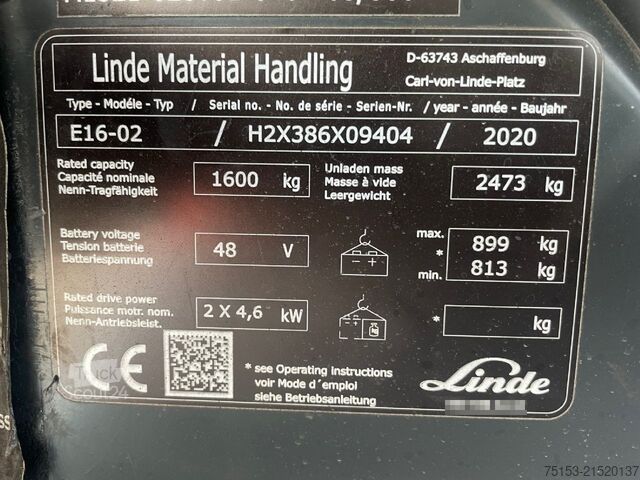 Linde Material Handling
D-63743 Aschaffenburg
Carl-von-Linde-Platz
Type - Modéle - Typ / Serial no. - No. de série - Serien-Nr. / year - année - Baujahr
E16-02 / H2X386X09404 / 2020
Rated capacity
Capacité nominale
Nenn-Tragfähigkeit
1600 kg
Unladen mass
Masse à vide
Leergewicht
2473 kg
Battery voltage
Tension batterie
Batteriespannung
48 V
max. 899 kg
*
min. 813 kg
Rated drive power
Puissance motr. nom.
Nenn-Antriebsleist.
2 X 4,6 kW
kg
* kg
CE
* see Operating instructions
voir Mode d´emploi
siehe Betriebsanleitung
Linde
Truck
75153-21520137